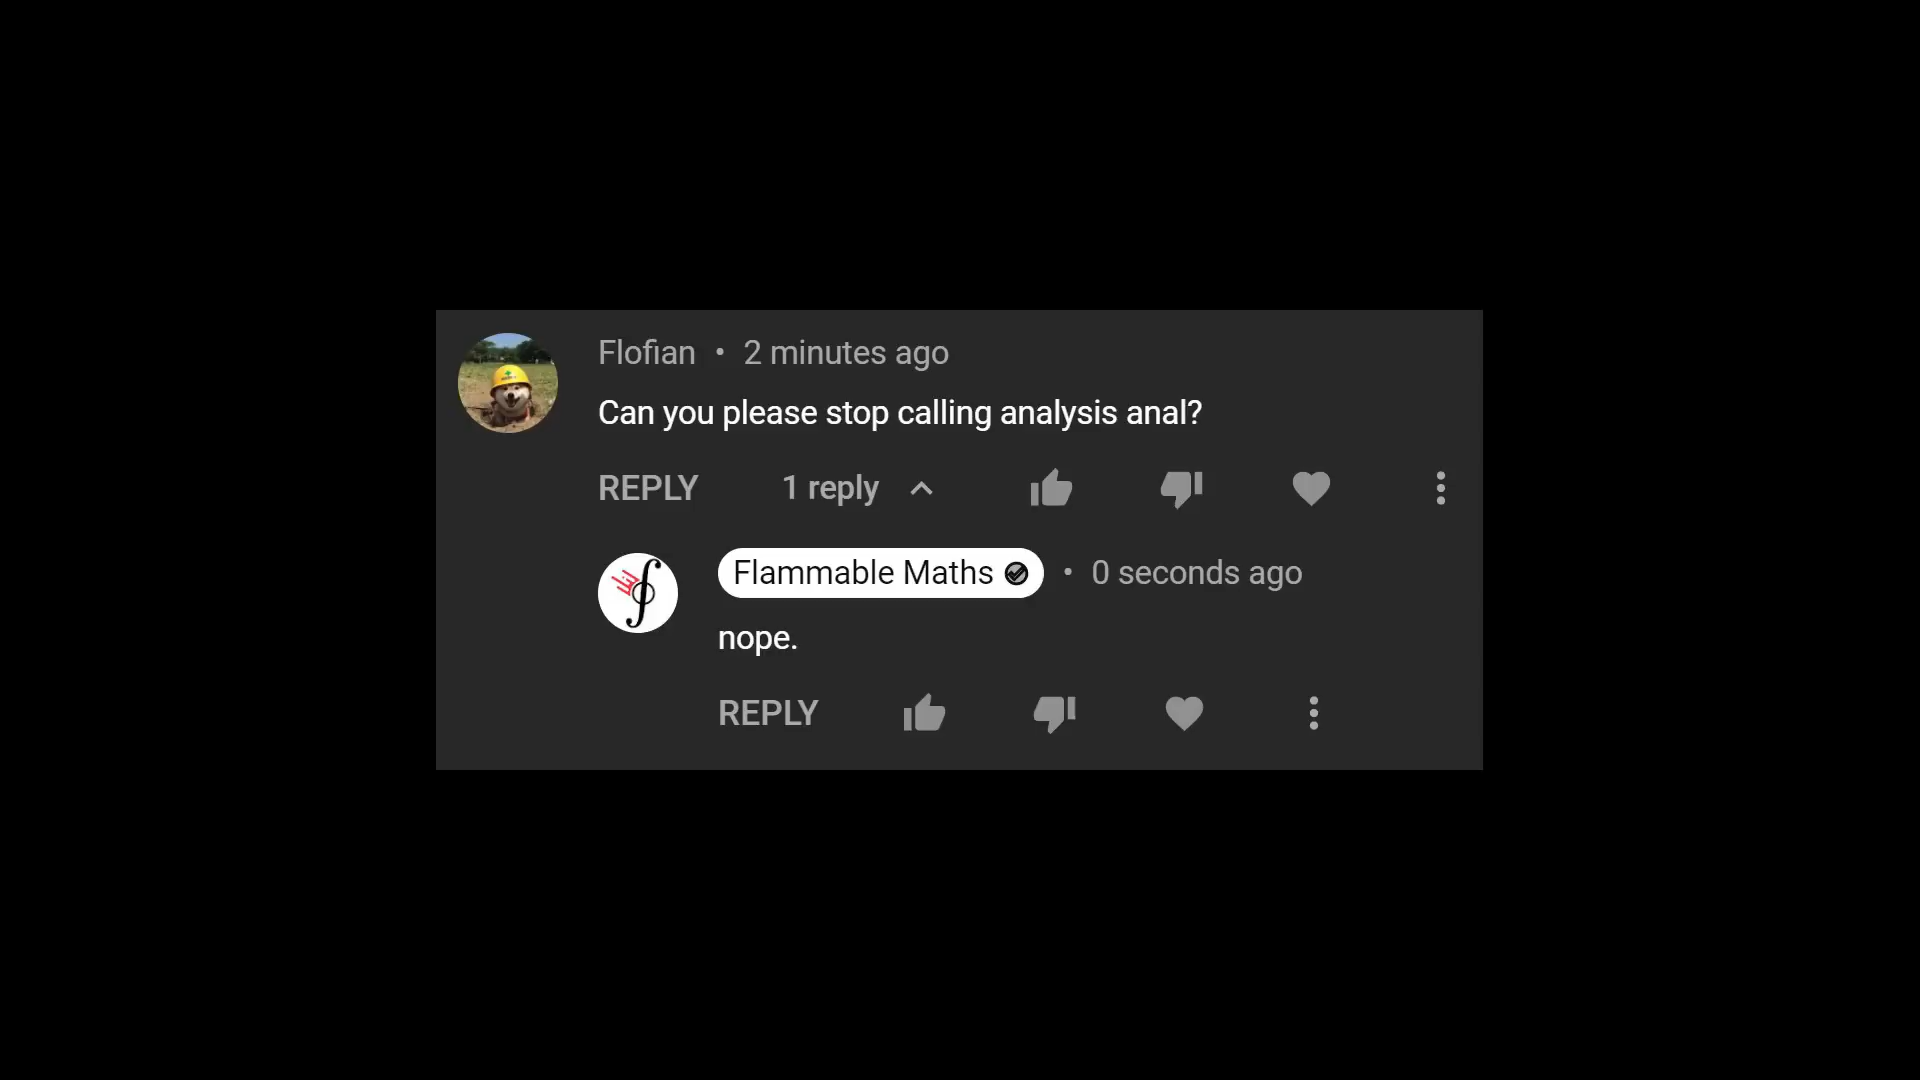 Flofian • 2 minutes ago
Can you please stop calling analysis anal?
REPLY 1 reply
Flammable Maths • 0 seconds ago
nope.
REPLY